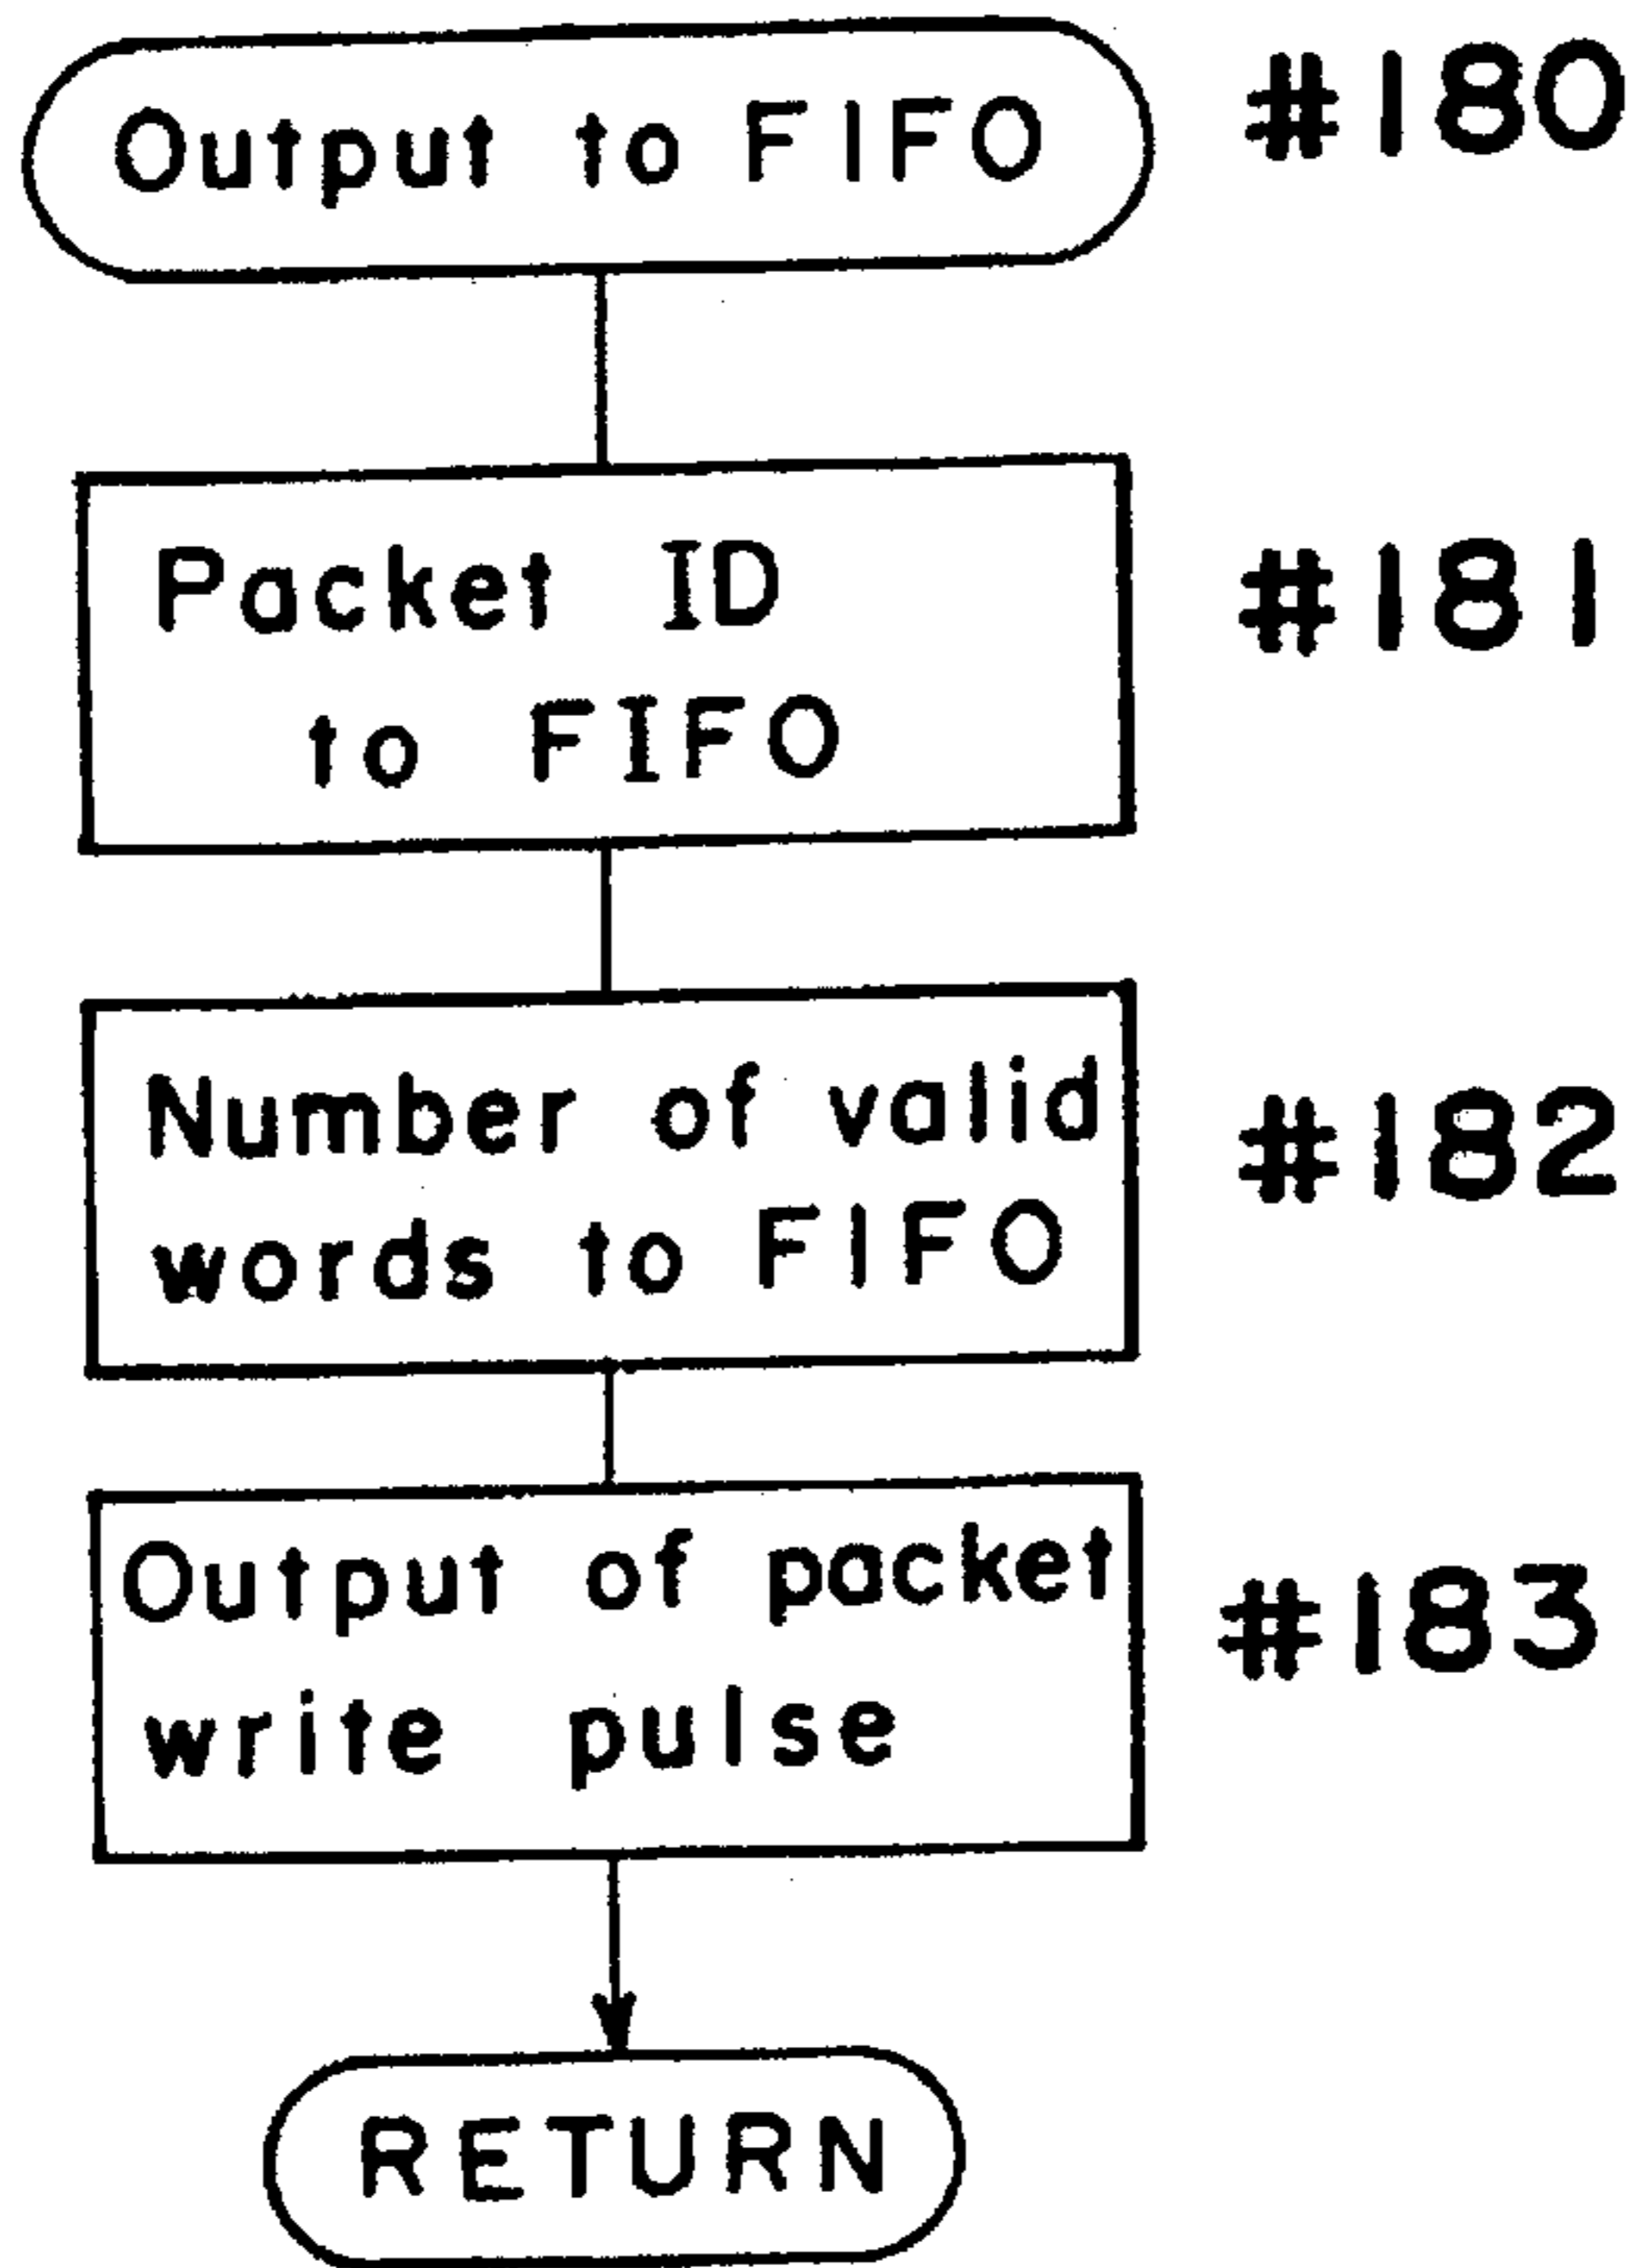 Output to FIFO #180
Packet ID #181
to FIFO
Number of valid #182
words to FIFO
Output of packet #183
write pulse
RETURN